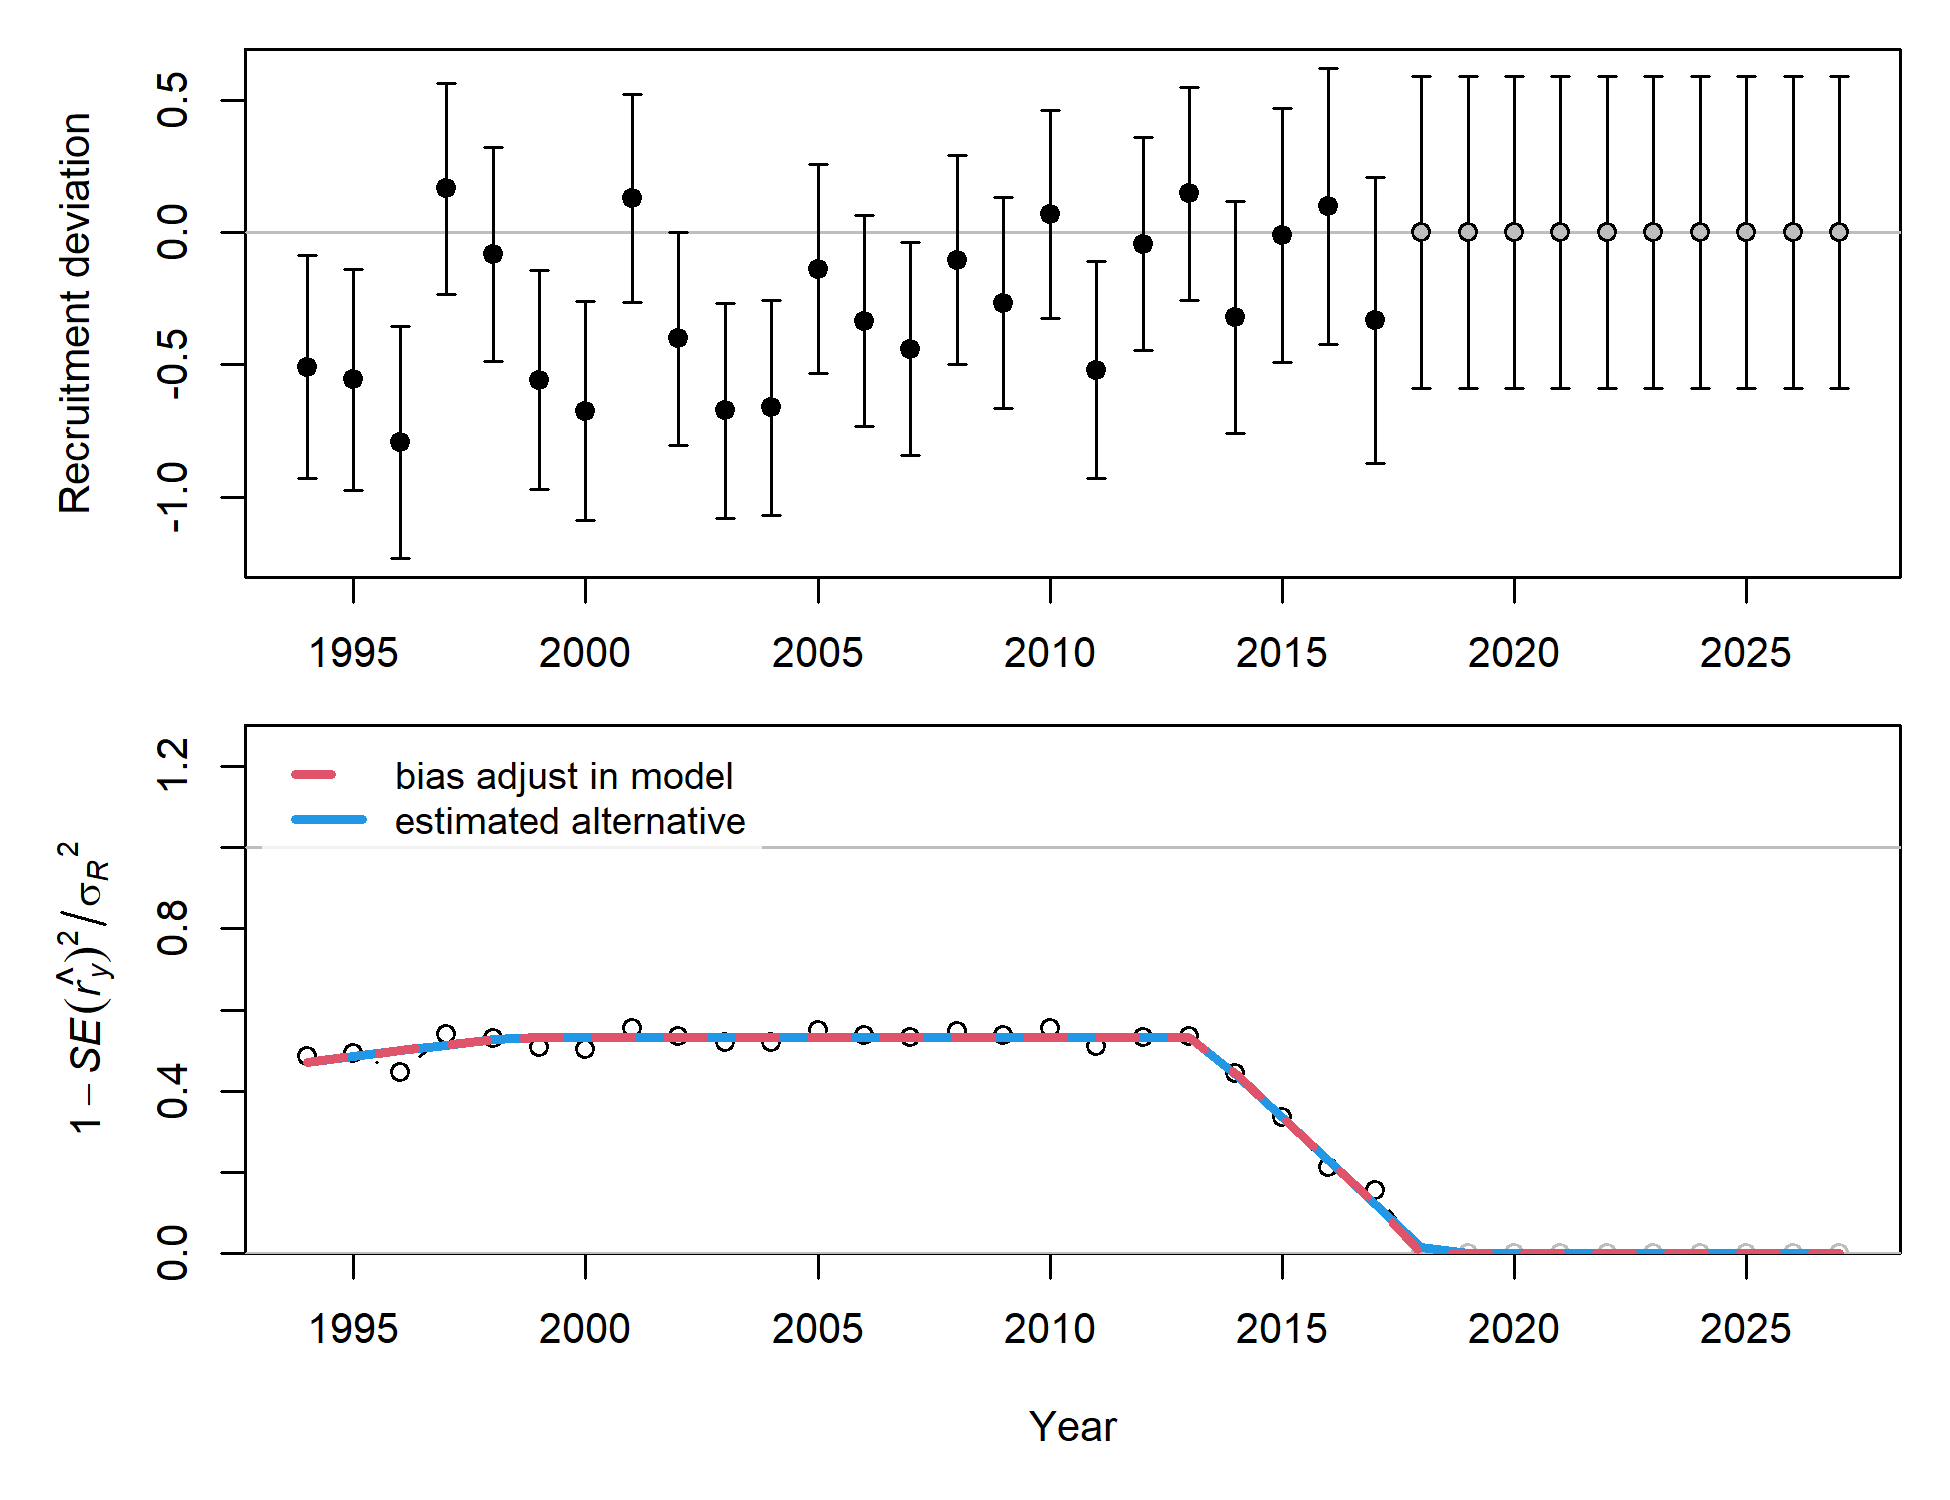 Recruitment deviation
0.5
0.0
-0.5
-1.0
1995 2000 2005 2010 2015 2020 2025
bias adjust in model
estimated alternative
1 − SE(r̂y)² / σR²
1.2
0.8
0.4
0.0
1995 2000 2005 2010 2015 2020 2025
Year